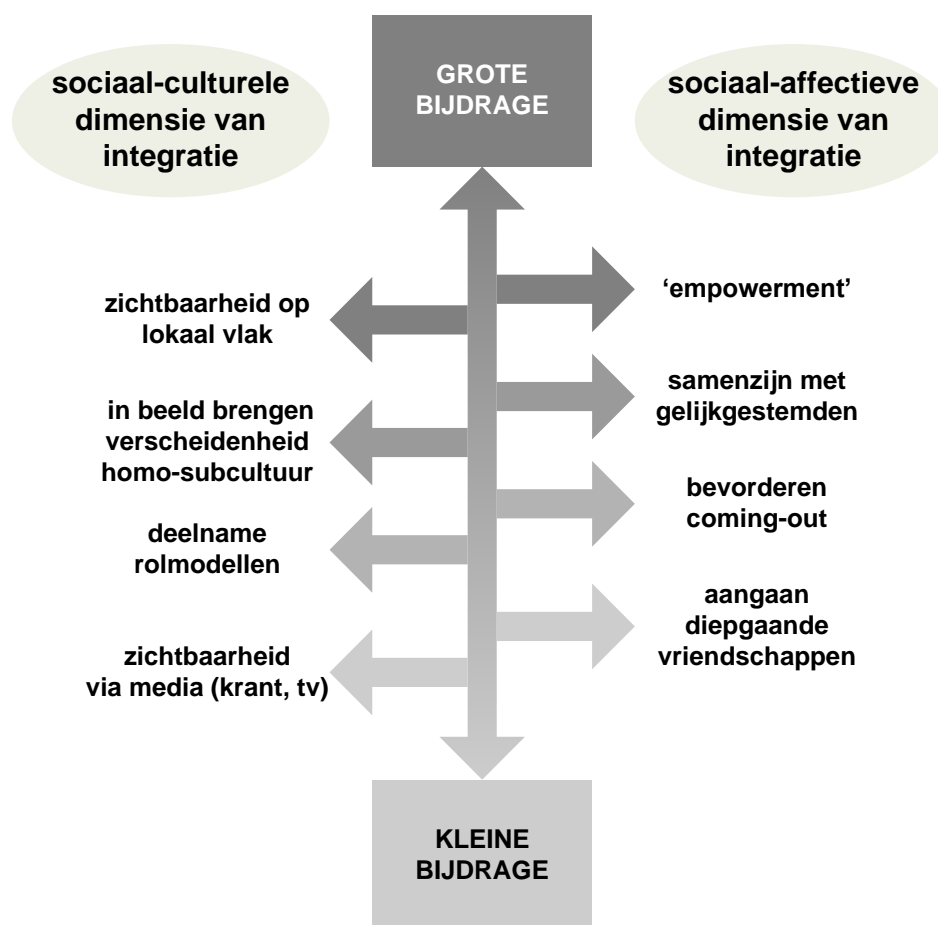 sociaal-culturele
dimensie van
integratie
GROTE
BIJDRAGE
sociaal-affectieve
dimensie van
integratie
zichtbaarheid op
lokaal vlak
in beeld brengen
verscheidenheid
homo-subcultuur
deelname
rolmodellen
zichtbaarheid
via media (krant, tv)
‘empowerment’
samenzijn met
gelijkgestemden
bevorderen
coming-out
aangaan
diepgaande
vriendschappen
KLEINE
BIJDRAGE